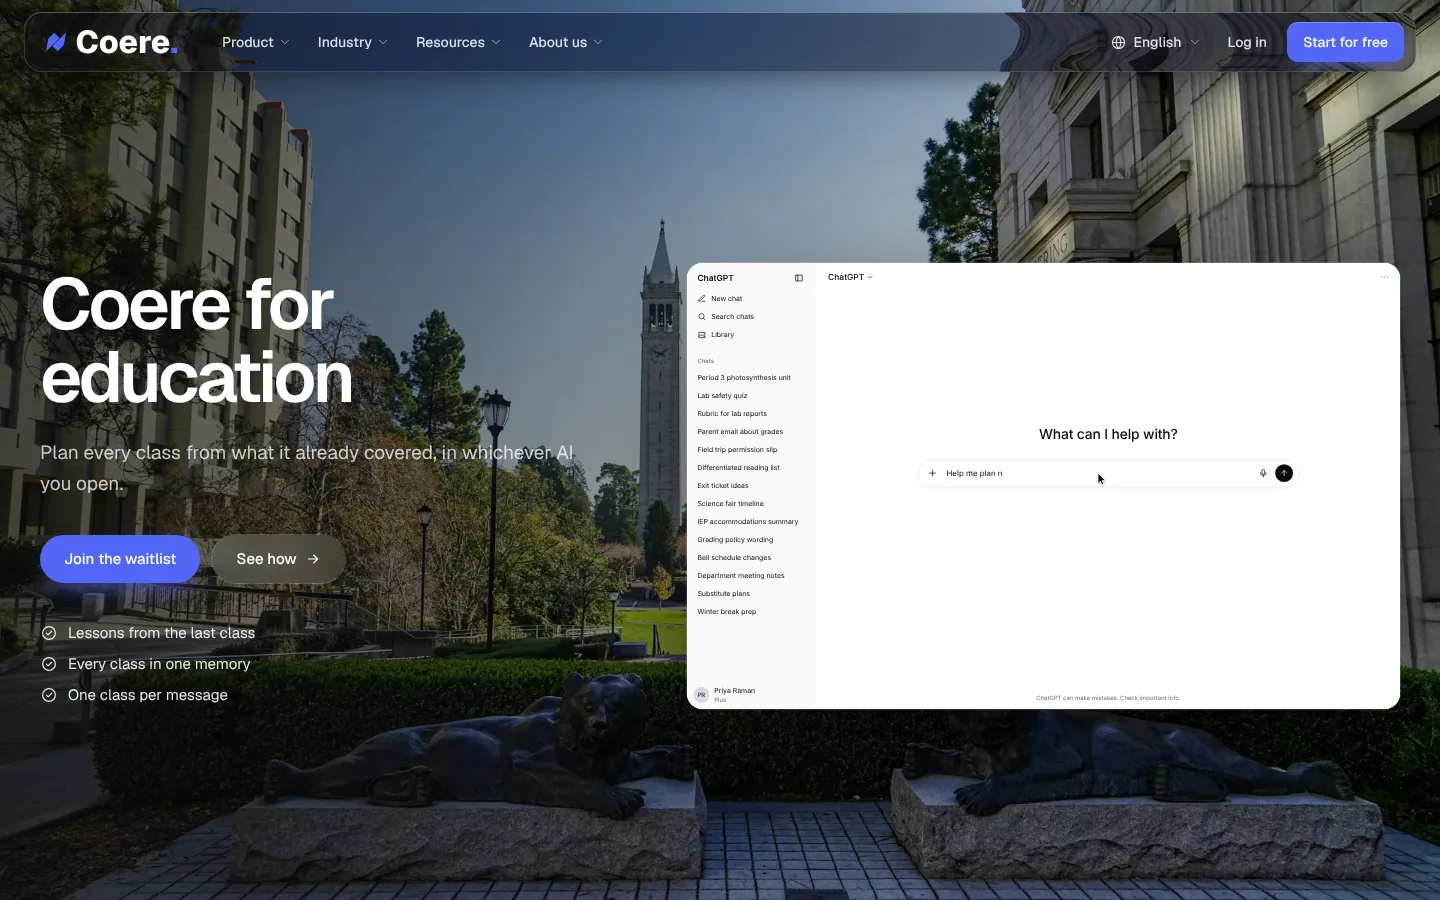 Coere.
Product
Industry
Resources
About us
English
Log in
Start for free
Coere for
education
Plan every class from what it already covered, in whichever AI
you open.
Join the waitlist
See how
Lessons from the last class
Every class in one memory
One class per message
ChatGPT
New chat
Search chats
Library
Chats
Period 3 photosynthesis unit
Lab safety quiz
Rubric for lab reports
Parent email about grades
Field trip permission slip
Differentiated reading list
Exit ticket ideas
Science fair timeline
IEP accommodations summary
Grading policy wording
Bell schedule changes
Department meeting notes
Substitute plans
Winter break prep
PR
Priya Raman
Plus
ChatGPT
What can I help with?
Help me plan n
ChatGPT can make mistakes. Check important info.